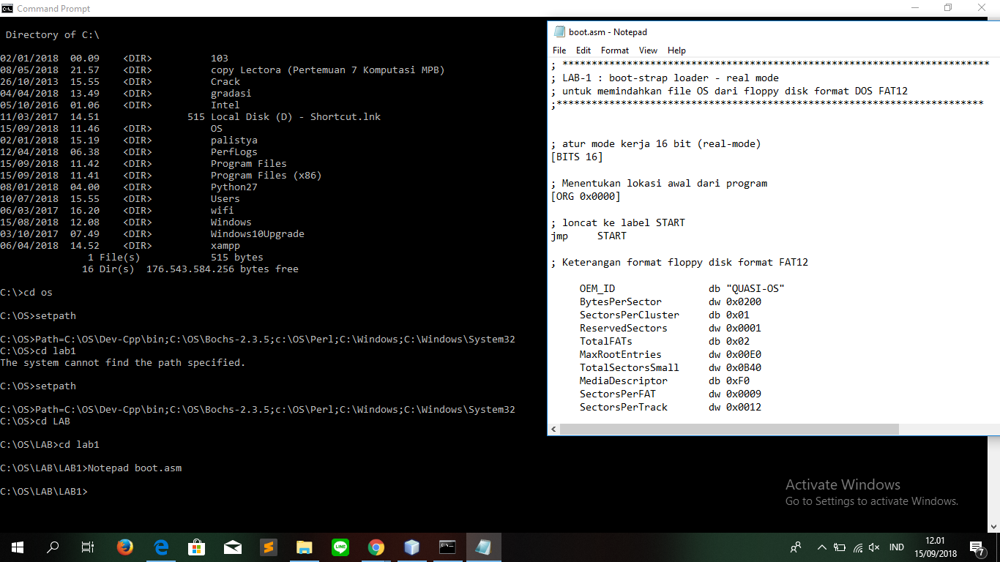 Command Prompt
Directory of C:\
02/01/2018  00.09    <DIR>          103
08/05/2018  21.57    <DIR>          copy Lectora (Pertemuan 7 Komputasi MPB)
26/10/2013  15.55    <DIR>          Crack
04/04/2018  13.49    <DIR>          gradasi
05/10/2016  01.06    <DIR>          Intel
11/03/2017  14.51               515 Local Disk (D) - Shortcut.lnk
15/09/2018  11.46    <DIR>          OS
02/01/2018  15.19    <DIR>          palistya
12/04/2018  06.38    <DIR>          PerfLogs
15/09/2018  11.42    <DIR>          Program Files
15/09/2018  11.41    <DIR>          Program Files (x86)
08/01/2018  04.00    <DIR>          Python27
10/07/2018  15.55    <DIR>          Users
06/03/2017  16.20    <DIR>          wifi
15/08/2018  12.08    <DIR>          Windows
03/10/2017  07.49    <DIR>          Windows10Upgrade
06/04/2018  14.52    <DIR>          xampp
1 File(s)            515 bytes
16 Dir(s)  176.543.584.256 bytes free
C:\>cd os
C:\OS>setpath
C:\OS>Path=C:\OS\Dev-Cpp\bin;C:\OS\Bochs-2.3.5;c:\OS\Perl;C:\Windows;C:\Windows\System32
C:\OS>cd lab1
The system cannot find the path specified.
C:\OS>setpath
C:\OS>Path=C:\OS\Dev-Cpp\bin;C:\OS\Bochs-2.3.5;c:\OS\Perl;C:\Windows;C:\Windows\System32
C:\OS>cd LAB
C:\OS\LAB>cd lab1
C:\OS\LAB\LAB1>Notepad boot.asm
C:\OS\LAB\LAB1>
boot.asm - Notepad
File Edit Format View Help
; *************************************************************************
; LAB-1 : boot-strap loader - real mode
; untuk memindahkan file OS dari floppy disk format DOS FAT12
;*************************************************************************
; atur mode kerja 16 bit (real-mode)
[BITS 16]
; Menentukan lokasi awal dari program
[ORG 0x0000]
; loncat ke label START
jmp     START
; Keterangan format floppy disk format FAT12
OEM_ID                db "QUASI-OS"
BytesPerSector        dw 0x0200
SectorsPerCluster     db 0x01
ReservedSectors       dw 0x0001
TotalFATs             db 0x02
MaxRootEntries        dw 0x00E0
TotalSectorsSmall     dw 0x0B40
MediaDescriptor       db 0xF0
SectorsPerFAT         dw 0x0009
SectorsPerTrack       dw 0x0012
Activate Windows
Go to Settings to activate Windows.
LINE
IND
12.01
15/09/2018
7